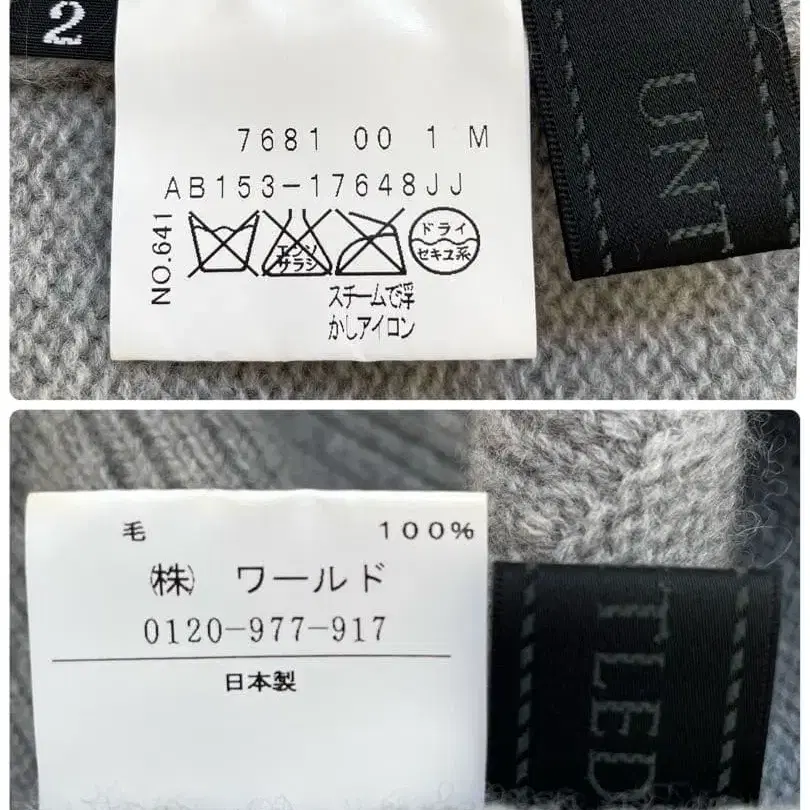 2
7681 00 1 M
AB153-17648JJ
NO.641
エンソ
サラシ
ドライ
セキユ系
スチームで浮
かしアイロン
UNT
毛 100%
㈱ ワールド
0120-977-917
日本製
TLED